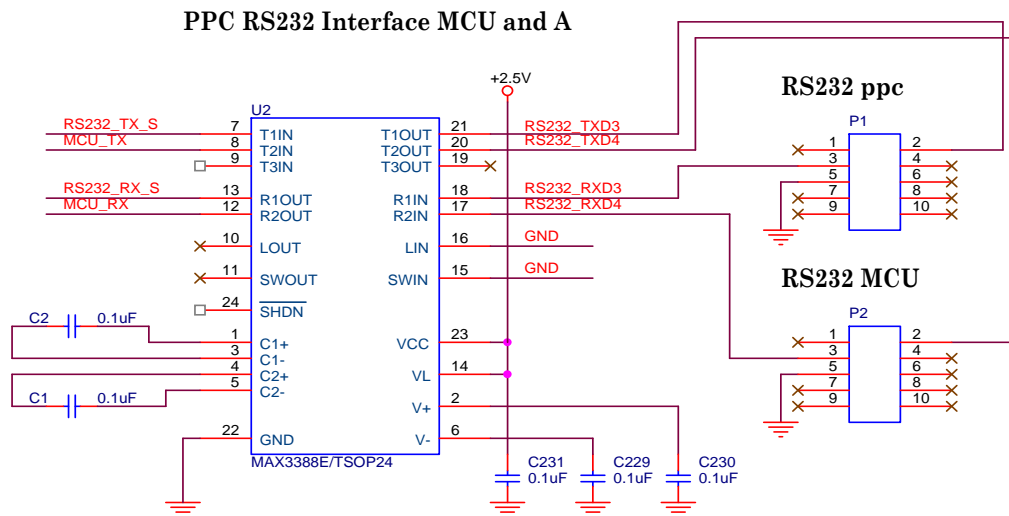 PPC RS232 Interface MCU and A
+2.5V
U2
RS232_TX_S 7 T1IN T1OUT 21 RS232_TXD3
MCU_TX 8 T2IN T2OUT 20 RS232_TXD4
9 T3IN T3OUT 19
RS232_RX_S 13 R1OUT R1IN 18 RS232_RXD3
MCU_RX 12 R2OUT R2IN 17 RS232_RXD4
10 LOUT LIN 16 GND
11 SWOUT SWIN 15 GND
24 SHDN
C2 0.1uF 1 C1+ VCC 23
3 C1-
4 C2+ VL 14
C1 0.1uF 5 C2- V+ 2
22 GND V- 6
MAX3388E/TSOP24
C231 0.1uF
C229 0.1uF
C230 0.1uF
RS232 ppc
P1
1 2
3 4
5 6
7 8
9 10
RS232 MCU
P2
1 2
3 4
5 6
7 8
9 10